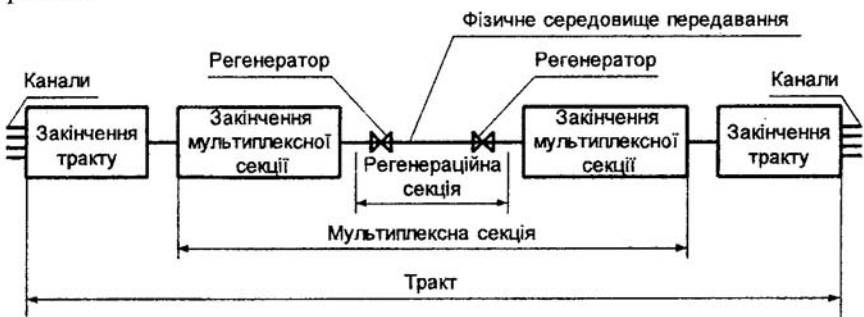 Фізичне середовище передавання
Регенератор
Регенератор
Канали
Канали
Закінчення
тракту
Закінчення
мультиплексної
секції
Регенераційна
секція
Закінчення
мультиплексної
секції
Закінчення
тракту
Мультиплексна секція
Тракт